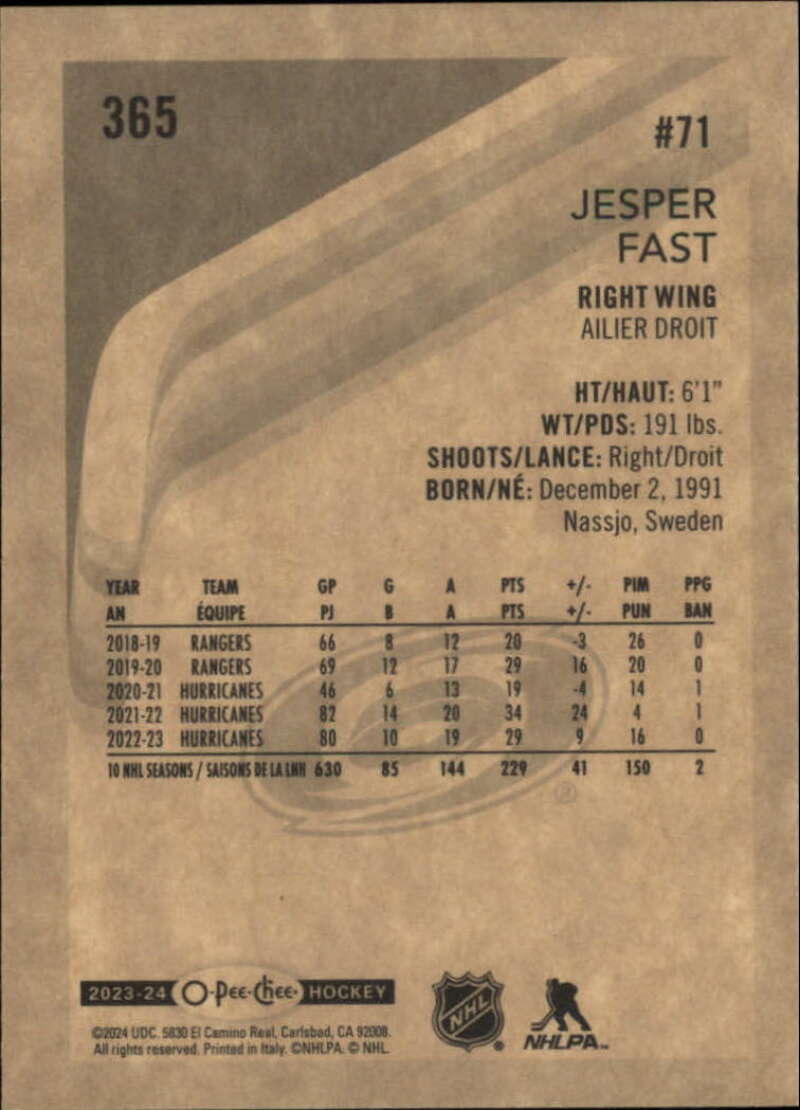 365
#71
JESPER
FAST
RIGHT WING
AILIER DROIT
HT/HAUT: 6'1"
WT/PDS: 191 lbs.
SHOOTS/LANCE: Right/Droit
BORN/NÉ: December 2, 1991
Nassjo, Sweden
YEAR TEAM GP G A PTS +/- PIM PPG
AN ÉQUIPE PJ B A PTS +/- PUN BAN
2018-19 RANGERS 66 8 12 20 -3 26 0
2019-20 RANGERS 69 12 17 29 16 20 0
2020-21 HURRICANES 46 6 13 19 -4 14 1
2021-22 HURRICANES 82 14 20 34 24 4 1
2022-23 HURRICANES 80 10 19 29 9 16 0
10 NHL SEASONS / SAISONS DE LA LNH 630 85 144 229 41 150 2
®
2023-24 O-Pee-Chee HOCKEY
©2024 UDC. 5830 El Camino Real, Carlsbad, CA 92008.
All rights reserved. Printed in Italy. ©NHLPA. © NHL.
NHL ®
NHLPA™